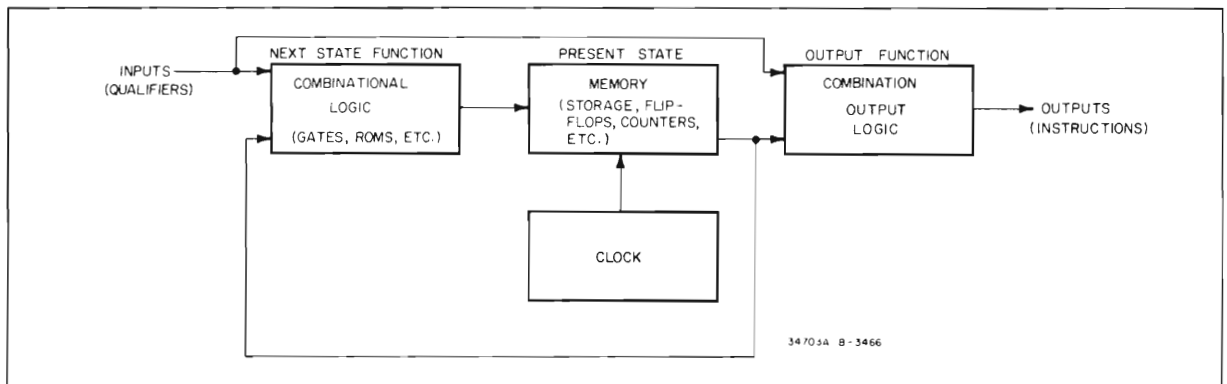 NEXT STATE FUNCTION
PRESENT STATE
OUTPUT FUNCTION
INPUTS
(QUALIFIERS)
COMBINATIONAL
LOGIC
(GATES, ROMS, ETC.)
MEMORY
(STORAGE, FLIP-
FLOPS, COUNTERS,
ETC.)
COMBINATION
OUTPUT
LOGIC
OUTPUTS
(INSTRUCTIONS)
CLOCK
34703A B-3466